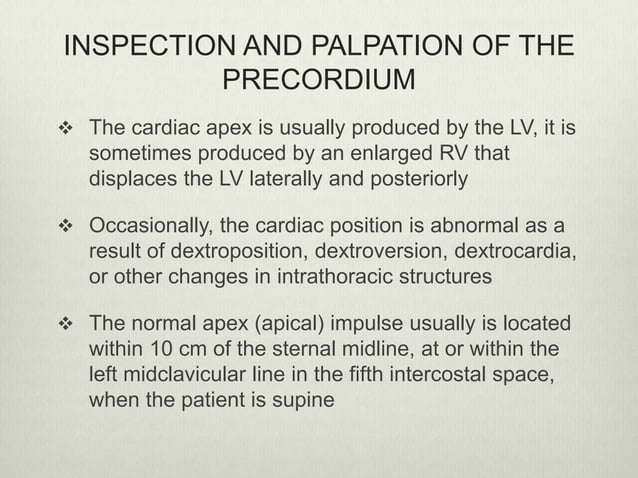 INSPECTION AND PALPATION OF THE
PRECORDIUM
❖ The cardiac apex is usually produced by the LV, it is
sometimes produced by an enlarged RV that
displaces the LV laterally and posteriorly
❖ Occasionally, the cardiac position is abnormal as a
result of dextroposition, dextroversion, dextrocardia,
or other changes in intrathoracic structures
❖ The normal apex (apical) impulse usually is located
within 10 cm of the sternal midline, at or within the
left midclavicular line in the fifth intercostal space,
when the patient is supine